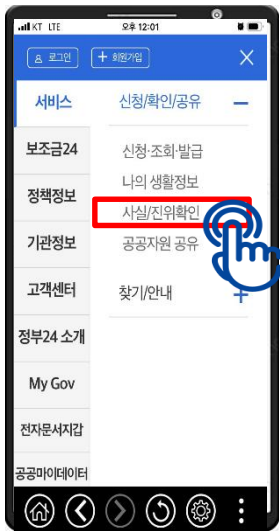 KT LTE 오후 12:01
로그인 + 회원가입
서비스
신청/확인/공유
보조금24
신청·조회·발급
나의 생활정보
정책정보
사실/진위확인
기관정보
공공자원 공유
고객센터
찾기/안내
정부24 소개
My Gov
전자문서지갑
공공마이데이터